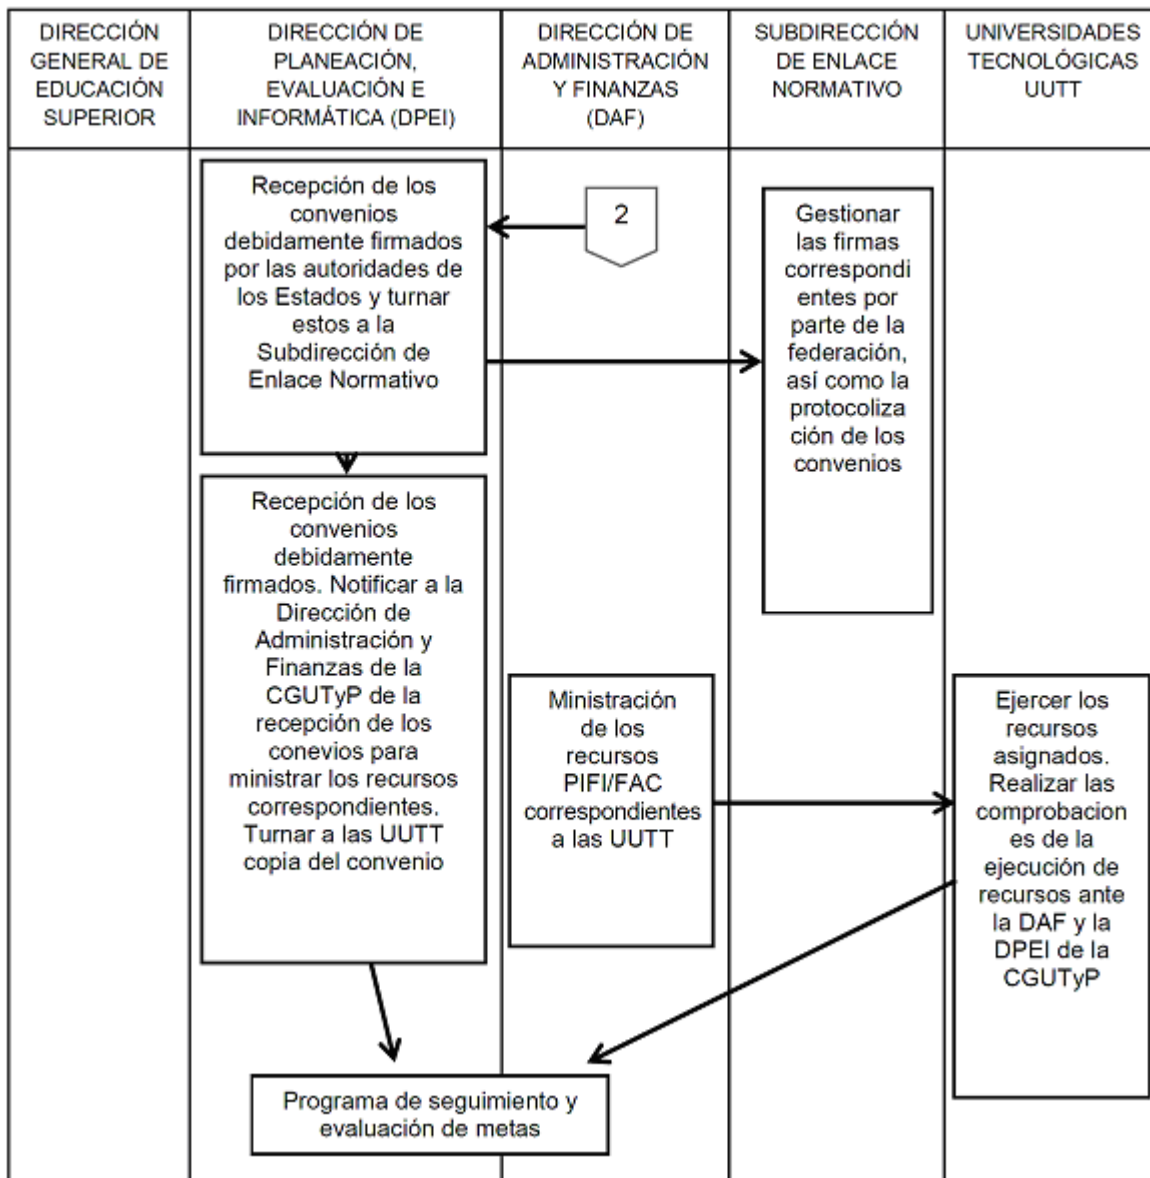 DIRECCIÓN
GENERAL DE
EDUCACIÓN
SUPERIOR
DIRECCIÓN DE
PLANEACIÓN,
EVALUACIÓN E
INFORMÁTICA (DPEI)
DIRECCIÓN DE
ADMINISTRACIÓN
Y FINANZAS
(DAF)
SUBDIRECCIÓN
DE ENLACE
NORMATIVO
UNIVERSIDADES
TECNOLÓGICAS
UUTT
Recepción de los
convenios
debidamente firmados
por las autoridades de
los Estados y turnar
estos a la
Subdirección de
Enlace Normativo
2
Gestionar
las firmas
correspondi
entes por
parte de la
federación,
así como la
protocoliza
ción de los
convenios
Recepción de los
convenios
debidamente
firmados. Notificar a la
Dirección de
Administración y
Finanzas de la
CGUTyP de la
recepción de los
conevios para
ministrar los recursos
correspondientes.
Turnar a las UUTT
copia del convenio
Ministración
de los
recursos
PIFI/FAC
correspondientes
a las UUTT
Ejercer los
recursos
asignados.
Realizar las
comprobacion
es de la
ejecución de
recursos ante
la DAF y la
DPEI de la
CGUTyP
Programa de seguimiento y
evaluación de metas